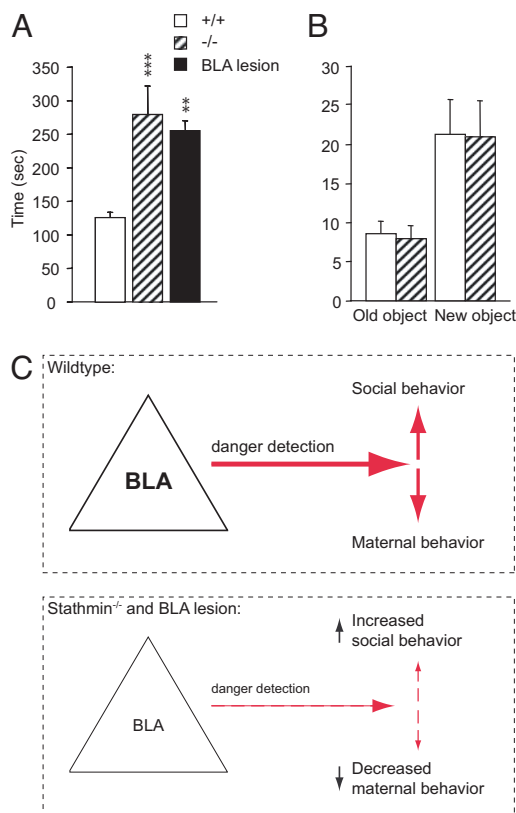 A
+/+
-/-
BLA lesion
Time (sec)
350
300
250
200
150
100
50
0
***
**
B
30
25
20
15
10
5
0
Old object New object
C
Wildtype:
BLA
danger detection
Social behavior
Maternal behavior
Stathmin-/- and BLA lesion:
BLA
danger detection
Increased
social behavior
Decreased
maternal behavior